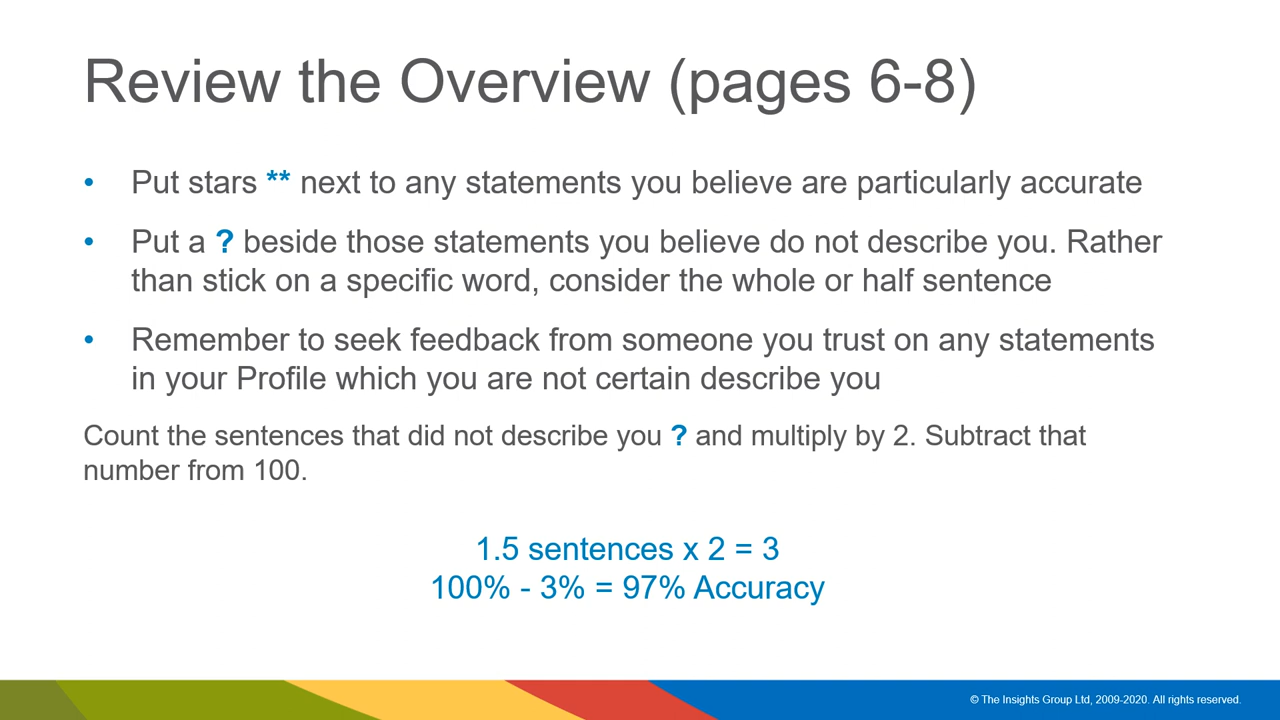 Review the Overview (pages 6-8)
• Put stars ** next to any statements you believe are particularly accurate
• Put a ? beside those statements you believe do not describe you. Rather
than stick on a specific word, consider the whole or half sentence
• Remember to seek feedback from someone you trust on any statements
in your Profile which you are not certain describe you
Count the sentences that did not describe you ? and multiply by 2. Subtract that
number from 100.
1.5 sentences x 2 = 3
100% - 3% = 97% Accuracy
© The Insights Group Ltd, 2009-2020. All rights reserved.